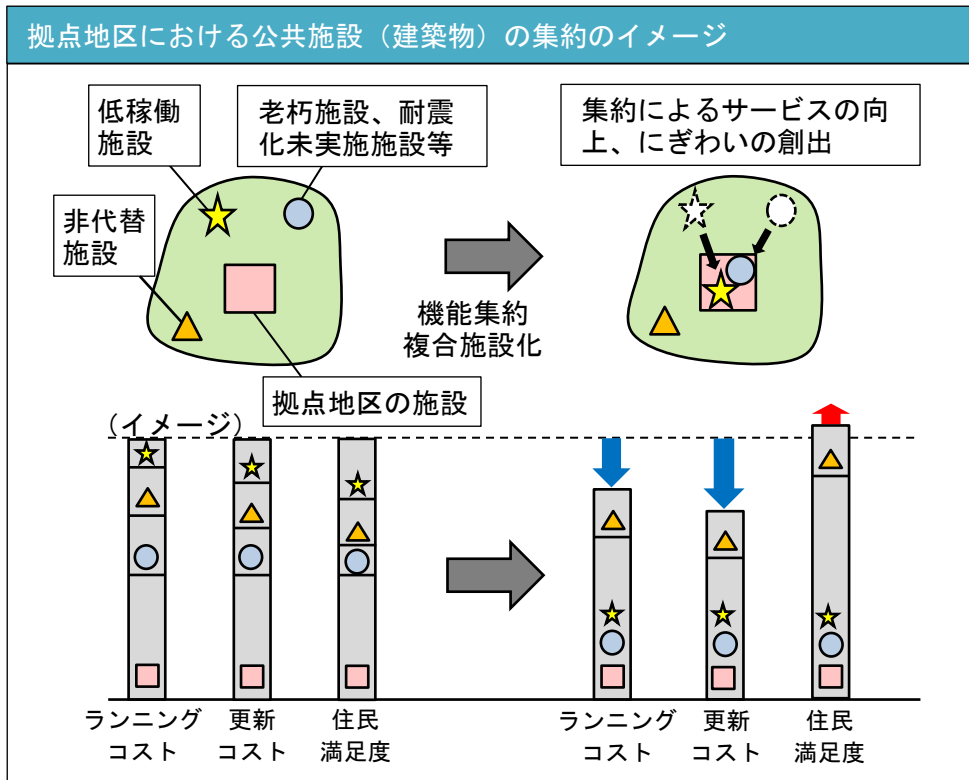 拠点地区における公共施設（建築物）の集約のイメージ
低稼働
施設
老朽施設、耐震
化未実施施設等
集約によるサービスの向
上、にぎわいの創出
非代替
施設
機能集約
複合施設化
拠点地区の施設
（イメージ）
ランニング
コスト
更新
コスト
住民
満足度
ランニング
コスト
更新
コスト
住民
満足度